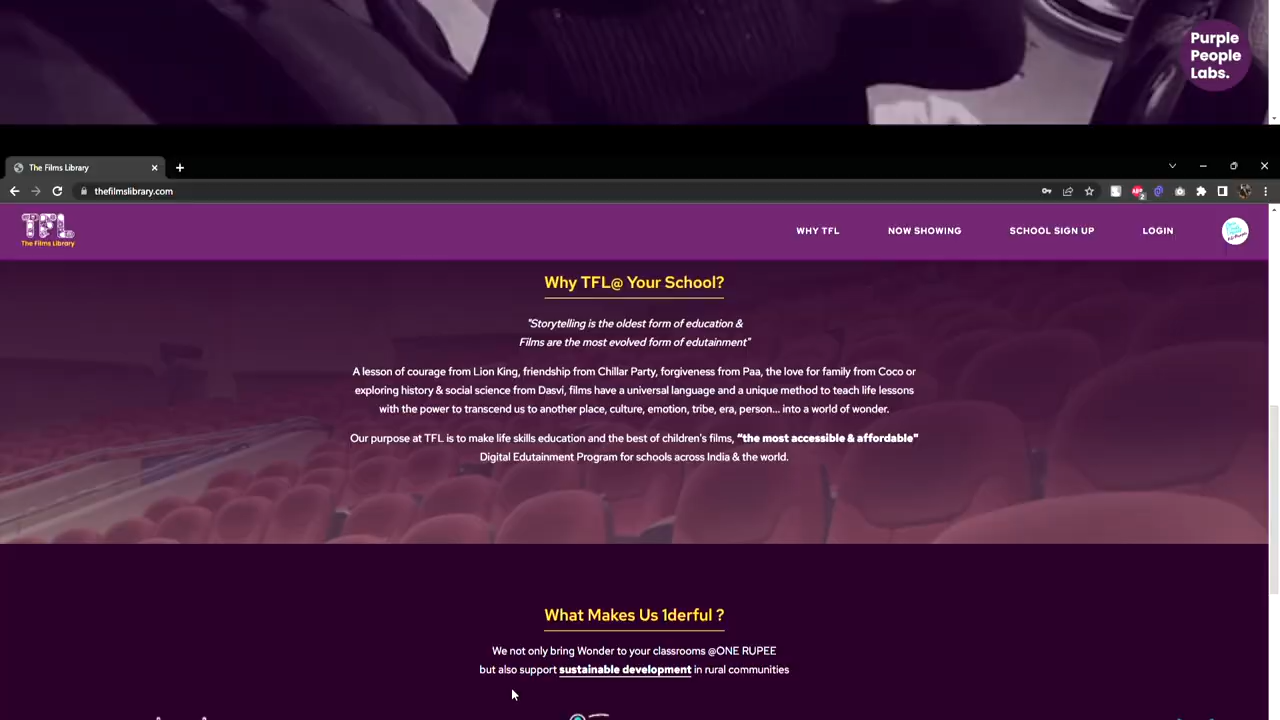 Purple
People
Labs.
The Films Library
thefilmslibrary.com
TFL
The Films Library
WHY TFL
NOW SHOWING
SCHOOL SIGN UP
LOGIN
Why TFL@ Your School?
"Storytelling is the oldest form of education &
Films are the most evolved form of edutainment"
A lesson of courage from Lion King, friendship from Chillar Party, forgiveness from Paa, the love for family from Coco or
exploring history & social science from Dasvi, films have a universal language and a unique method to teach life lessons
with the power to transcend us to another place, culture, emotion, tribe, era, person... into a world of wonder.
Our purpose at TFL is to make life skills education and the best of children's films, “the most accessible & affordable"
Digital Edutainment Program for schools across India & the world.
What Makes Us 1derful ?
We not only bring Wonder to your classrooms @ONE RUPEE
but also support sustainable development in rural communities